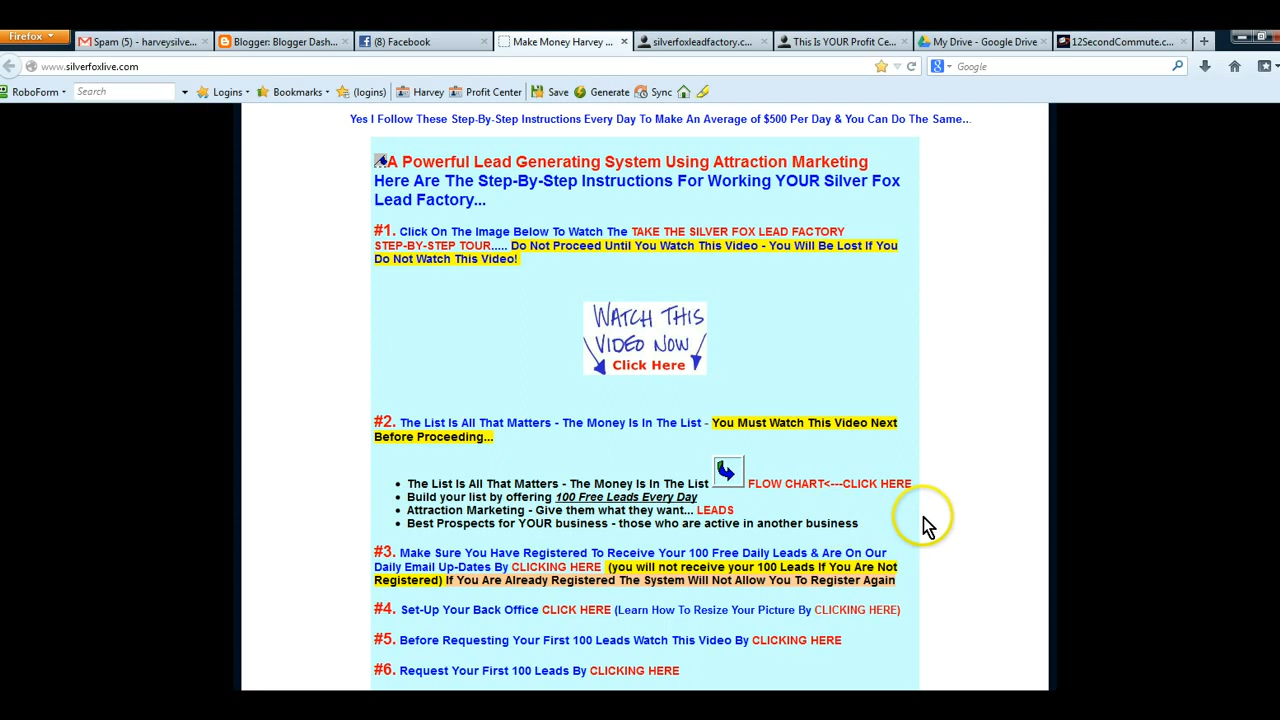 Firefox
Spam (5) - harveysilve...
Blogger: Blogger Dash...
(8) Facebook
Make Money Harvey ...
silverfoxleadfactory.c...
This Is YOUR Profit Ce...
My Drive - Google Drive
12SecondCommute.c...
www.silverfoxlive.com
Google
RoboForm
Search
Logins
Bookmarks
(logins)
Harvey
Profit Center
Save
Generate
Sync
Yes I Follow These Step-By-Step Instructions Every Day To Make An Average of $500 Per Day & You Can Do The Same...
A Powerful Lead Generating System Using Attraction Marketing
Here Are The Step-By-Step Instructions For Working YOUR Silver Fox
Lead Factory...
#1. Click On The Image Below To Watch The TAKE THE SILVER FOX LEAD FACTORY
STEP-BY-STEP TOUR..... Do Not Proceed Until You Watch This Video - You Will Be Lost If You
Do Not Watch This Video!
WATCH THIS
VIDEO NOW
Click Here
#2. The List Is All That Matters - The Money Is In The List - You Must Watch This Video Next
Before Proceeding...
The List Is All That Matters - The Money Is In The List FLOW CHART<---CLICK HERE
Build your list by offering 100 Free Leads Every Day
Attraction Marketing - Give them what they want... LEADS
Best Prospects for YOUR business - those who are active in another business
#3. Make Sure You Have Registered To Receive Your 100 Free Daily Leads & Are On Our
Daily Email Up-Dates By CLICKING HERE (you will not receive your 100 Leads If You Are Not
Registered) If You Are Already Registered The System Will Not Allow You To Register Again
#4. Set-Up Your Back Office CLICK HERE (Learn How To Resize Your Picture By CLICKING HERE)
#5. Before Requesting Your First 100 Leads Watch This Video By CLICKING HERE
#6. Request Your First 100 Leads By CLICKING HERE